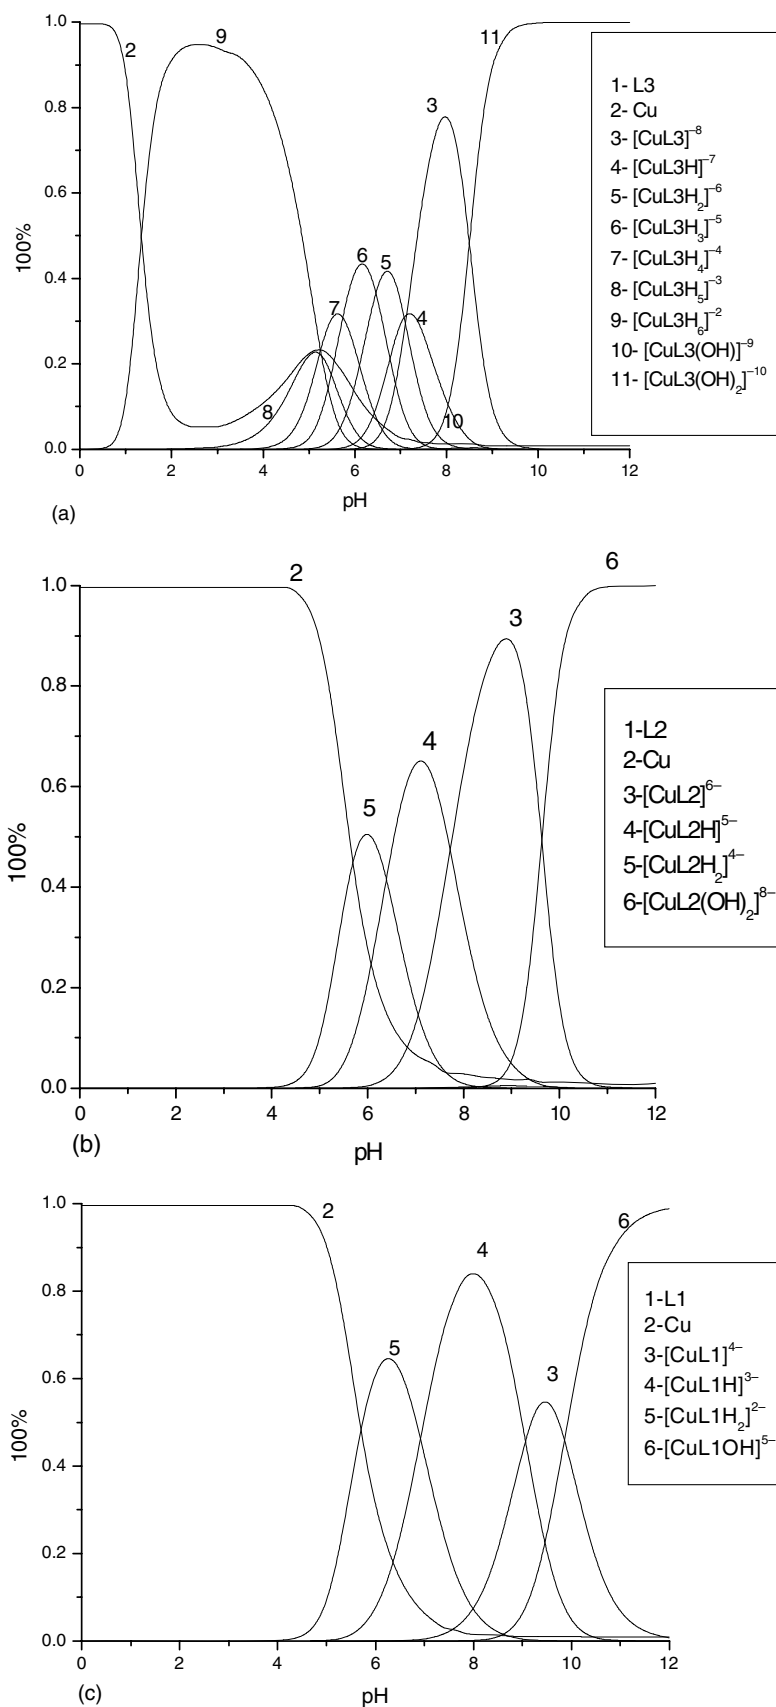 1.0
0.8
0.6
0.4
0.2
0.0
100%
2
9
11
3
6
5
7
4
8
10
0
2
4
6
8
10
12
pH
(a)
1- L3
2- Cu
3- [CuL3]⁻⁸
4- [CuL3H]⁻⁷
5- [CuL3H₂]⁻⁶
6- [CuL3H₃]⁻⁵
7- [CuL3H₄]⁻⁴
8- [CuL3H₅]⁻³
9- [CuL3H₆]⁻²
10- [CuL3(OH)]⁻⁹
11- [CuL3(OH)₂]⁻¹⁰
1.0
0.8
0.6
0.4
0.2
0.0
100%
2
6
3
4
5
0
2
4
6
8
10
12
pH
(b)
1-L2
2-Cu
3-[CuL2]⁶⁻
4-[CuL2H]⁵⁻
5-[CuL2H₂]⁴⁻
6-[CuL2(OH)₂]⁸⁻
1.0
0.8
0.6
0.4
0.2
0.0
100%
2
6
4
5
3
0
2
4
6
8
10
12
pH
(c)
1-L1
2-Cu
3-[CuL1]⁴⁻
4-[CuL1H]³⁻
5-[CuL1H₂]²⁻
6-[CuL1OH]⁵⁻